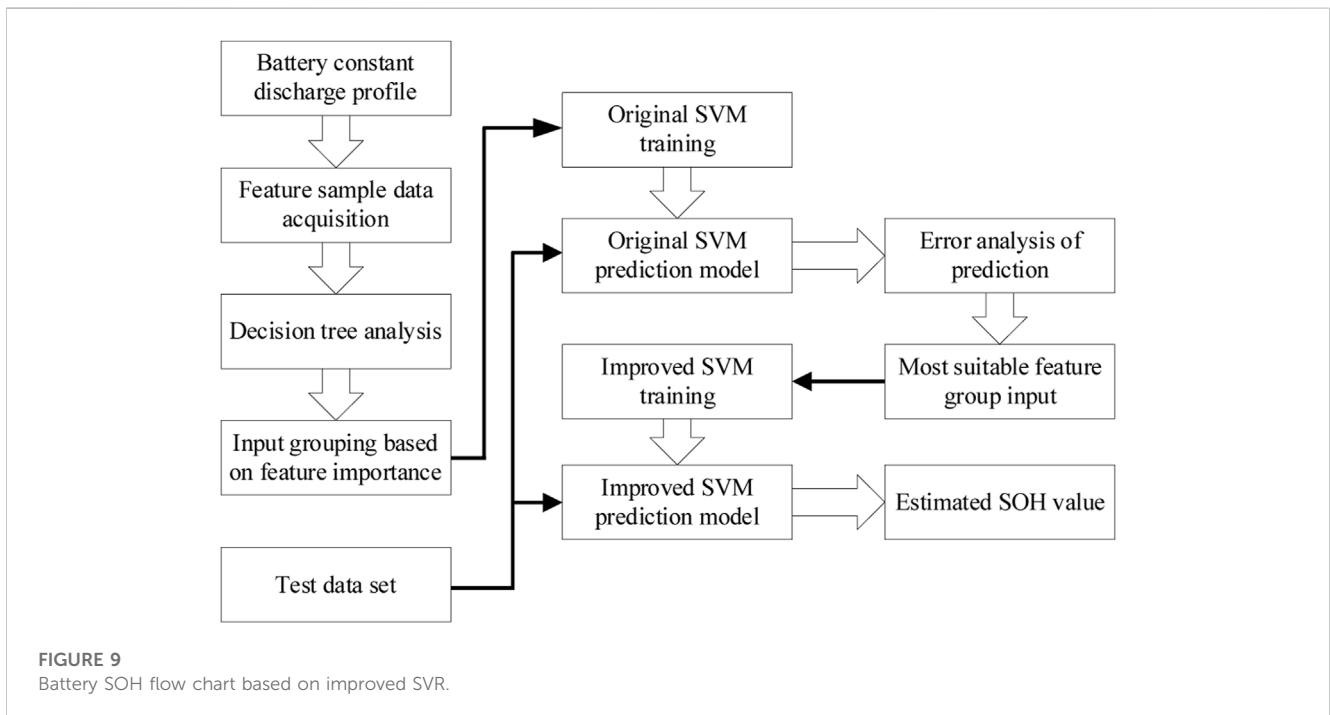 Battery constant
discharge profile
Feature sample data
acquisition
Decision tree analysis
Input grouping based
on feature importance
Test data set
Original SVM
training
Original SVM
prediction model
Error analysis of
prediction
Most suitable feature
group input
Improved SVM
training
Improved SVM
prediction model
Estimated SOH value
FIGURE 9
Battery SOH flow chart based on improved SVR.